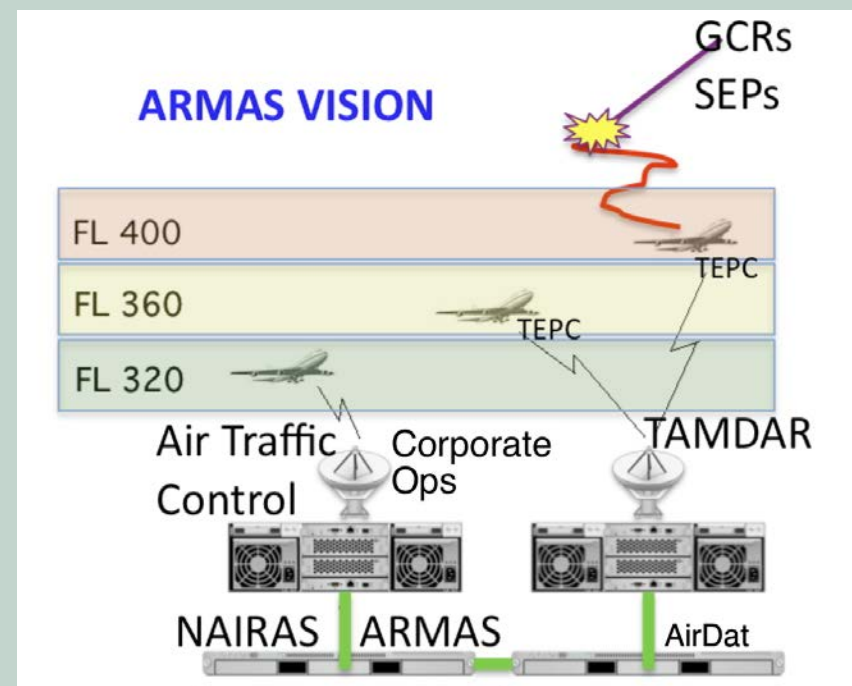 GCRs
SEPs
ARMAS VISION
FL 400
TEPC
FL 360
TEPC
FL 320
Air Traffic
Control
Corporate
Ops
TAMDAR
NAIRAS
ARMAS
AirDat